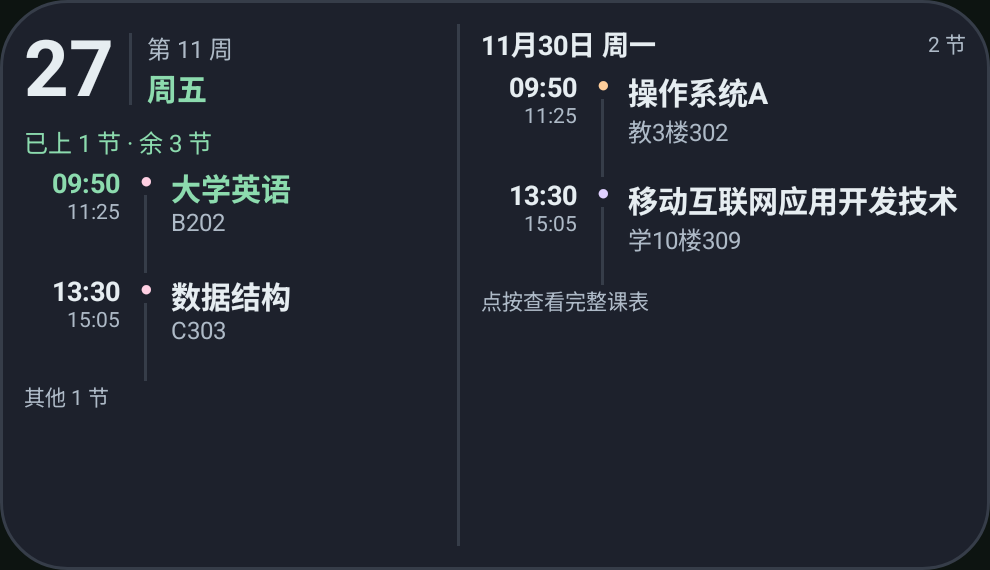 27
第 11 周
周五
已上 1 节 · 余 3 节
09:50
11:25
大学英语
B202
13:30
15:05
数据结构
C303
其他 1 节
11月30日 周一
2 节
09:50
11:25
操作系统A
教3楼302
13:30
15:05
移动互联网应用开发技术
学10楼309
点按查看完整课表